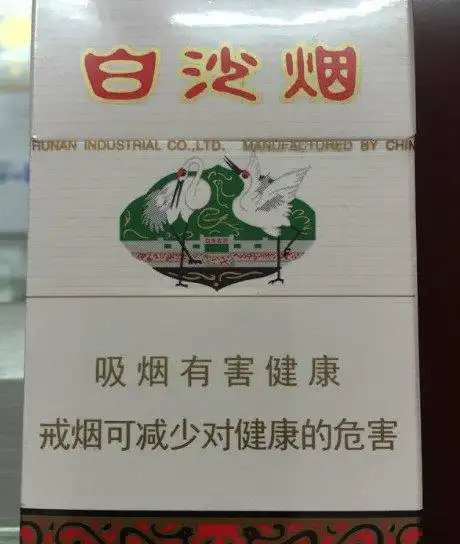 白沙烟
HUNAN INDUSTRIAL CO.,LTD. MANUFACTURED BY CHIN
吸烟有害健康
戒烟可减少对健康的危害